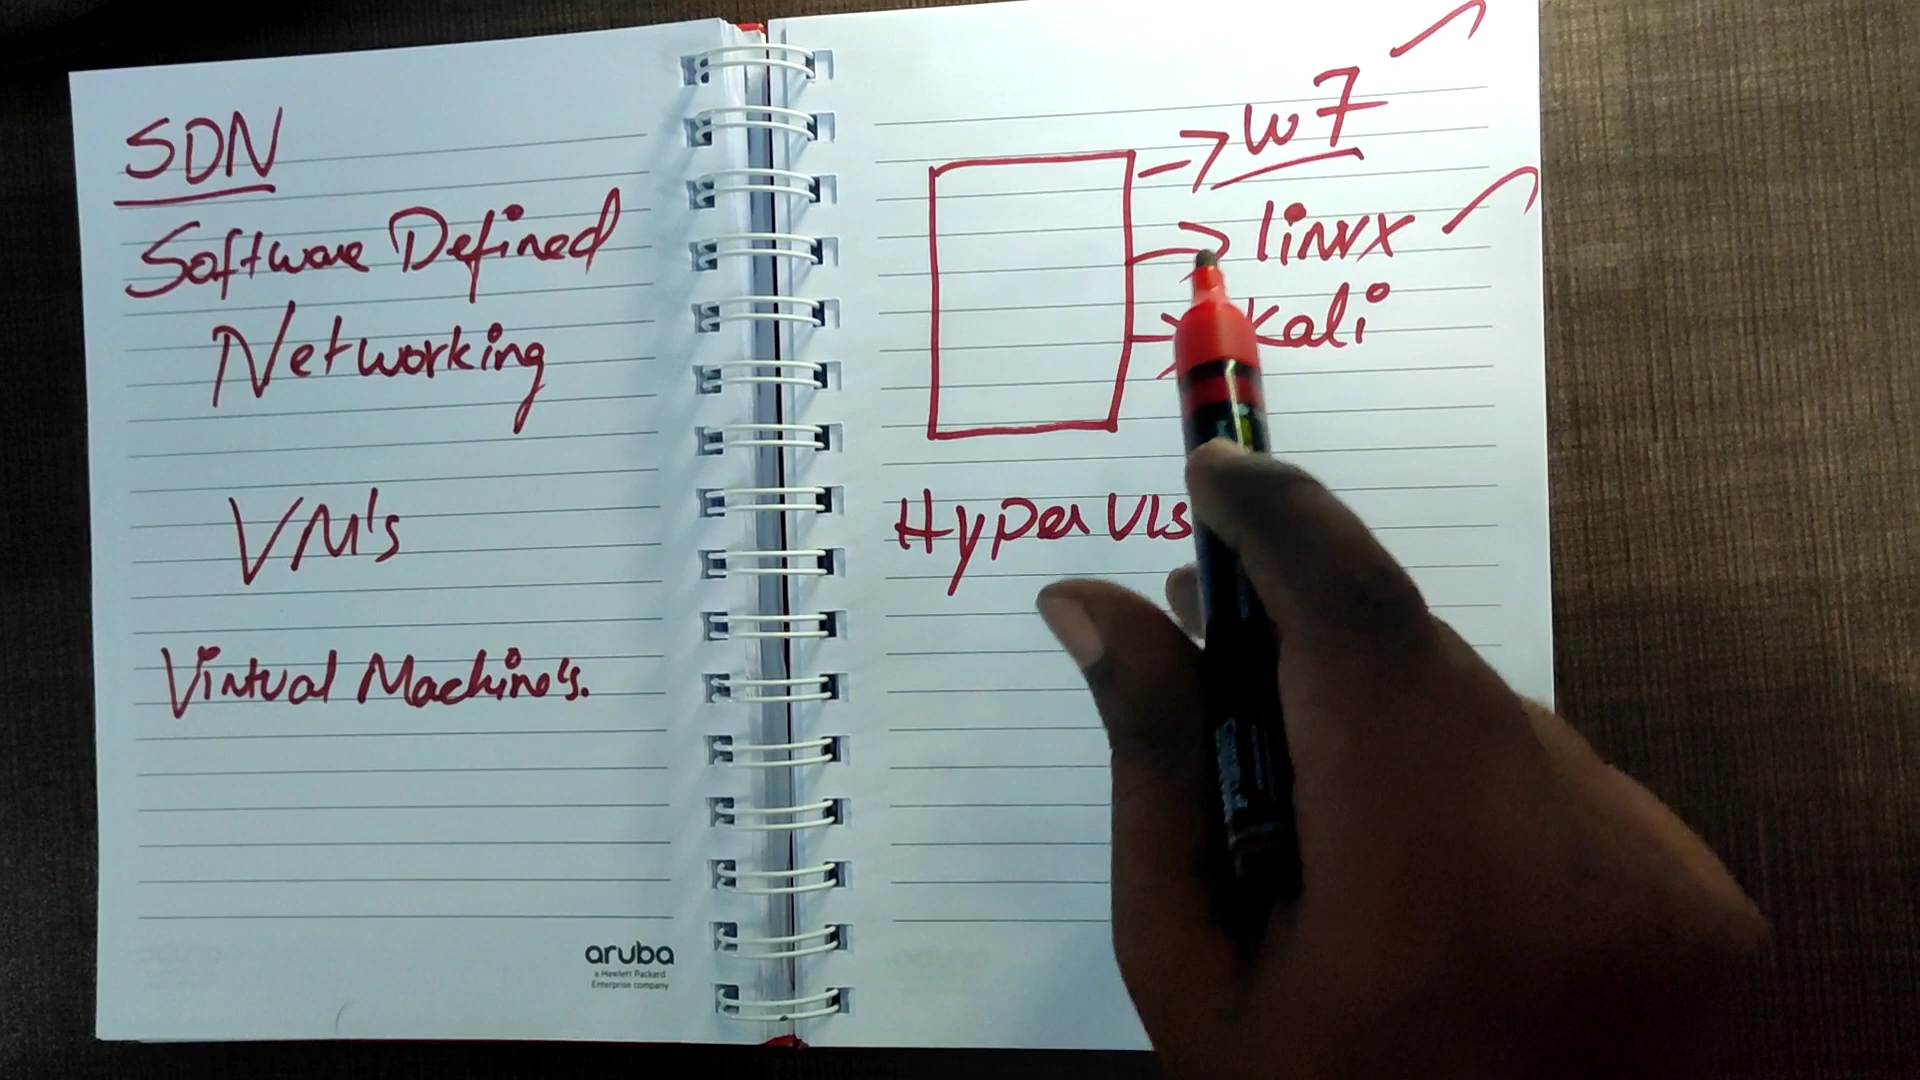 SDN
Software Defined
Networking
VM's
Virtual Machine's.
aruba
a Hewlett Packard
Enterprise company
W7
linux
kali